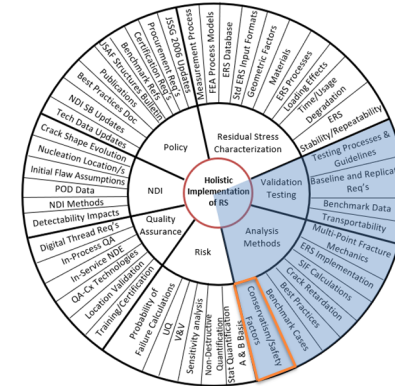 Holistic
Implementation
of RS
Policy
Residual Stress
Characterization
Validation
Testing
Analysis
Methods
Risk
Quality
Assurance
NDI
Measurement Process
FEA Process Models
ERS Database
Std ERS Input Formats
Geometric Factors
Materials
ERS Processes
Loading Effects
Time/Usage
Degradation
ERS
Stability/Repeatability
Testing Processes &
Guidelines
Baseline and Replicat
Req's
Benchmark Data
Transportability
Multi-Point Fracture
Mechanics
ERS Implementation
SIF Calculations
Crack Retardation
Best Practices
Benchmark Cases
Conservatism/Safety
Factors
A & B Basis
Stat Quantification
Quantification
Non-Destructive
Sensitivity analysis
V&V
UQ
Failure Calculations
Probability of
Training/Certification
Location Validation
QA-Cx Technologies
In-Service NDE
In-Process QA
Digital Thread Req's
Detectability Impacts
NDI Methods
POD Data
Initial Flaw Assumptions
Nucleation Location/s
Crack Shape Evolution
Tech Data Updates
NDI SB Updates
Best Practices Doc
Publications
USAF Structures Bulletin
Benchmark Refs
Certification Req's
Procurement Req's
JSSG 2006 Updates